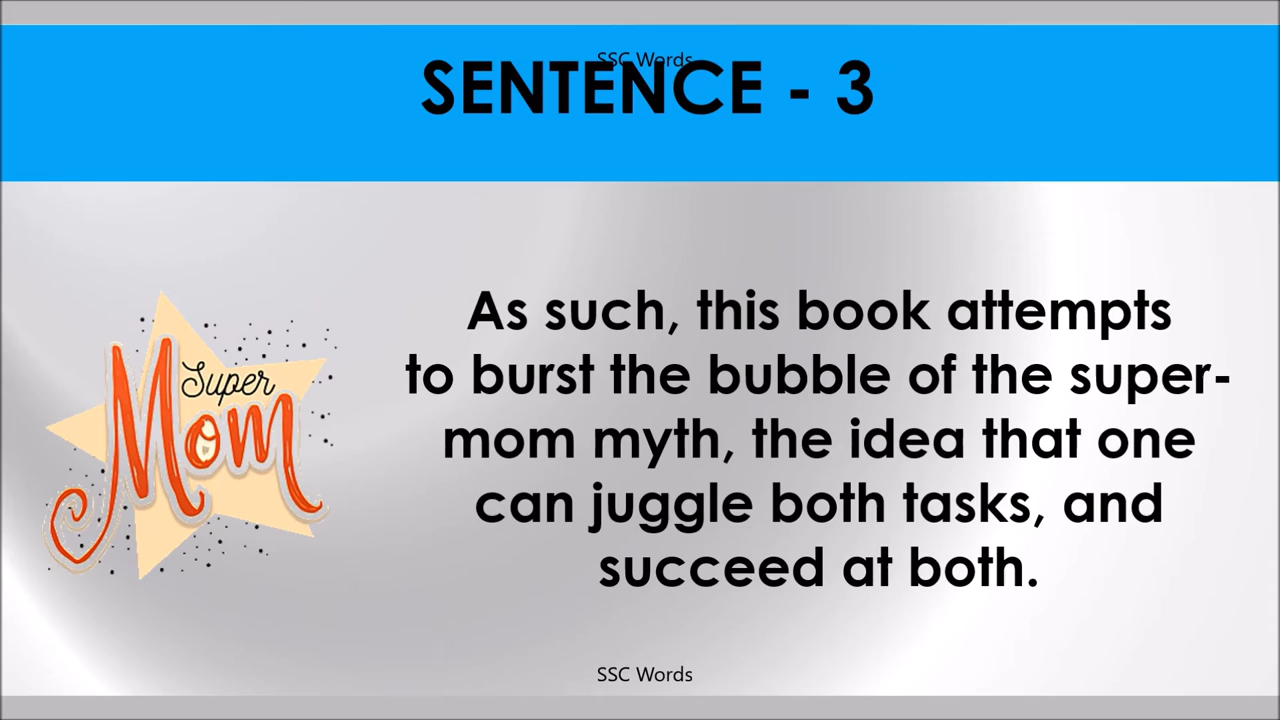 SSC Words
SENTENCE - 3
Super
Mom
As such, this book attempts
to burst the bubble of the super-
mom myth, the idea that one
can juggle both tasks, and
succeed at both.
SSC Words